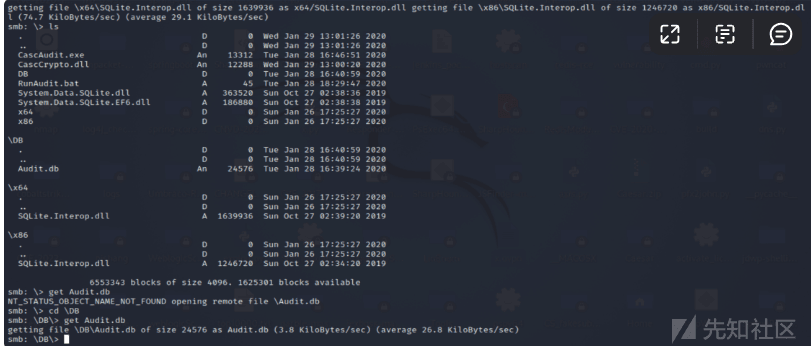 getting file \x64\SQLite.Interop.dll of size 1639936 as x64/SQLite.Interop.dll getting file \x86\SQLite.Interop.dll of size 1246720 as x86/SQLite.Interop.dl
l (74.7 KiloBytes/sec) (average 29.1 KiloBytes/sec)
smb: \> ls
. D 0 Wed Jan 29 13:01:26 2020
.. D 0 Wed Jan 29 13:01:26 2020
CascAudit.exe An 13312 Tue Jan 28 16:46:51 2020
CascCrypto.dll An 12288 Wed Jan 29 13:00:20 2020
DB D 0 Tue Jan 28 16:40:59 2020
RunAudit.bat A 45 Tue Jan 28 18:29:47 2020
System.Data.SQLite.dll A 363520 Sun Oct 27 02:38:36 2019
System.Data.SQLite.EF6.dll A 186880 Sun Oct 27 02:38:38 2019
x64 D 0 Sun Jan 26 17:25:27 2020
x86 D 0 Sun Jan 26 17:25:27 2020
\DB
. D 0 Tue Jan 28 16:40:59 2020
.. D 0 Tue Jan 28 16:40:59 2020
Audit.db An 24576 Tue Jan 28 16:39:24 2020
\x64
. D 0 Sun Jan 26 17:25:27 2020
.. D 0 Sun Jan 26 17:25:27 2020
SQLite.Interop.dll A 1639936 Sun Oct 27 02:39:20 2019
\x86
. D 0 Sun Jan 26 17:25:27 2020
.. D 0 Sun Jan 26 17:25:27 2020
SQLite.Interop.dll A 1246720 Sun Oct 27 02:34:20 2019
6553343 blocks of size 4096. 1625301 blocks available
smb: \> get Audit.db
NT_STATUS_OBJECT_NAME_NOT_FOUND opening remote file \Audit.db
smb: \> cd \DB
smb: \DB\> get Audit.db
getting file \DB\Audit.db of size 24576 as Audit.db (3.8 KiloBytes/sec) (average 26.8 KiloBytes/sec)
smb: \DB\>
先知社区